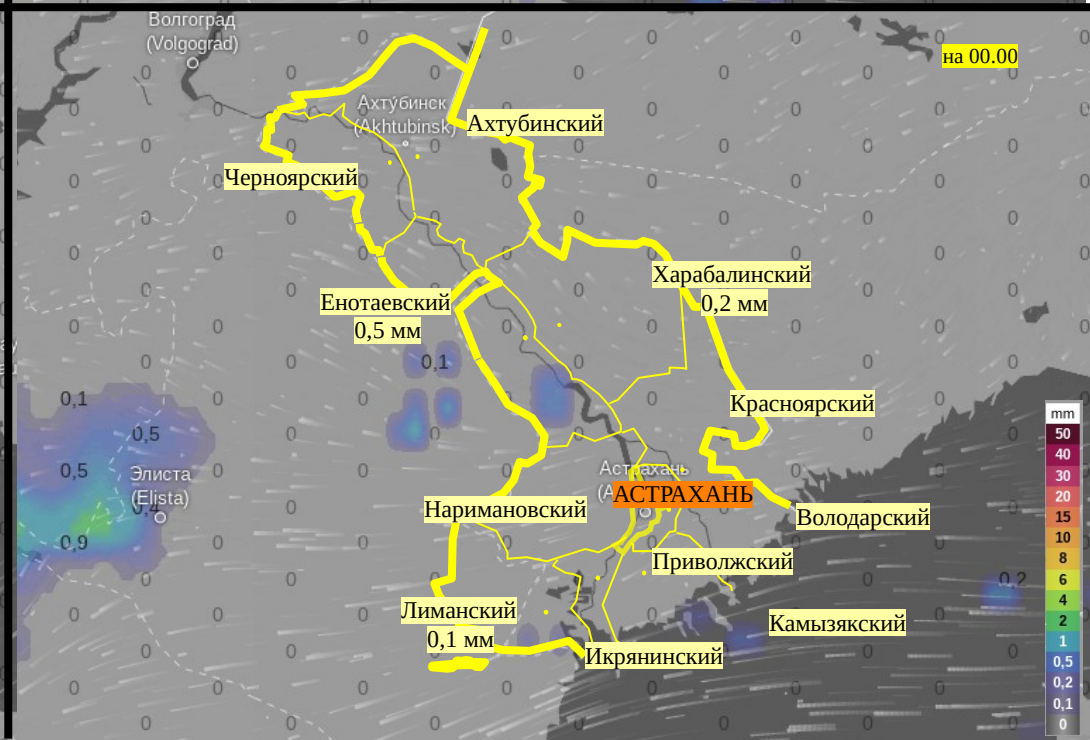 Волгоград
(Volgograd)
на 00.00
Ахтубинск
(Akhtubinsk)
Ахтубинский
Черноярский
Харабалинский
0,2 мм
Енотаевский
0,5 мм
0,1
0,1
Красноярский
mm
50
40
30
20
15
10
8
6
4
2
1
0,5
0,2
0,1
0
0,5
0,5
Элиста
(Elista)
0,9
Астрахань
АСТРАХАНЬ
Наримановский
Володарский
Приволжский
0,2
Лиманский
0,1 мм
Камызякский
Икрянинский